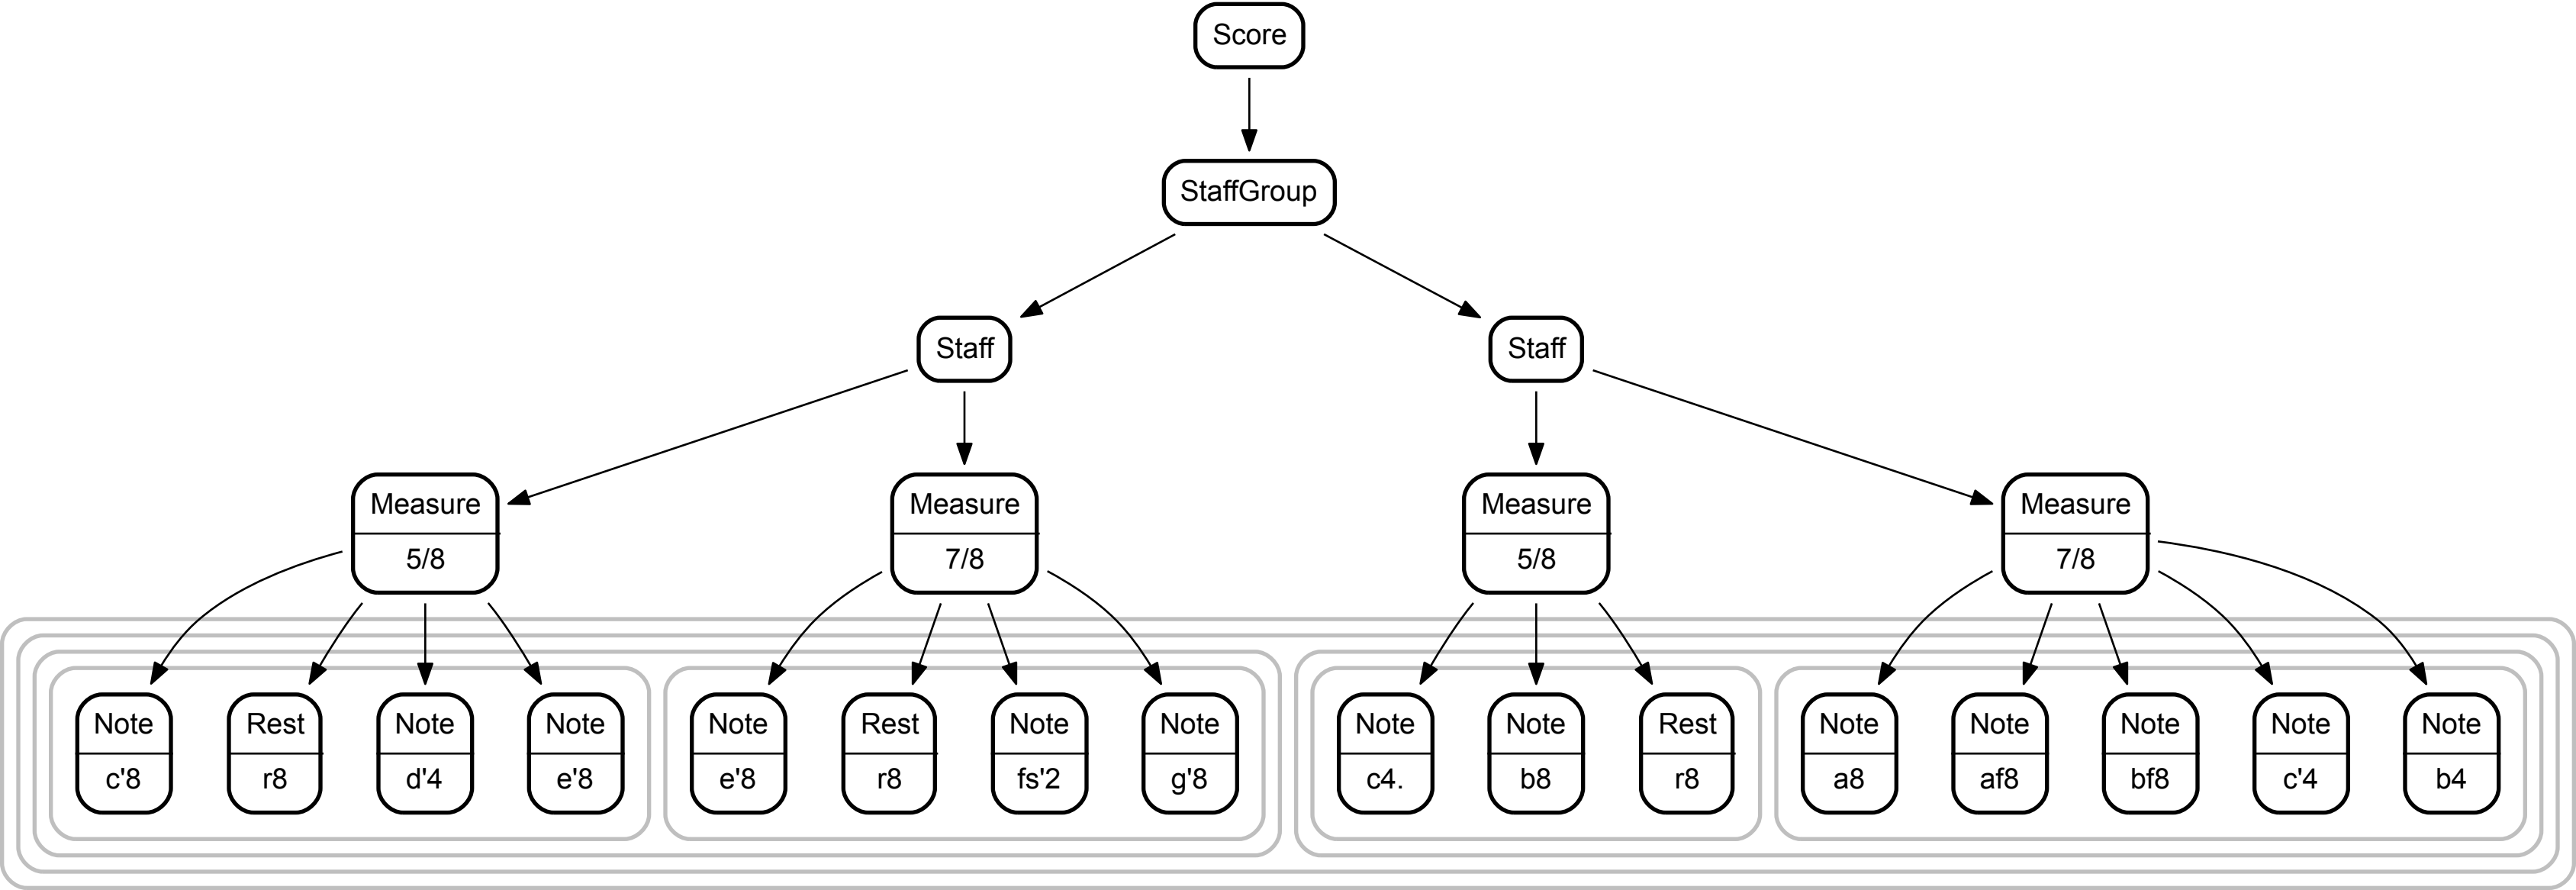 Score
StaffGroup
Staff
Staff
Measure
5/8
Measure
7/8
Measure
5/8
Measure
7/8
Note
c'8
Rest
r8
Note
d'4
Note
e'8
Note
e'8
Rest
r8
Note
fs'2
Note
g'8
Note
c4.
Note
b8
Rest
r8
Note
a8
Note
af8
Note
bf8
Note
c'4
Note
b4